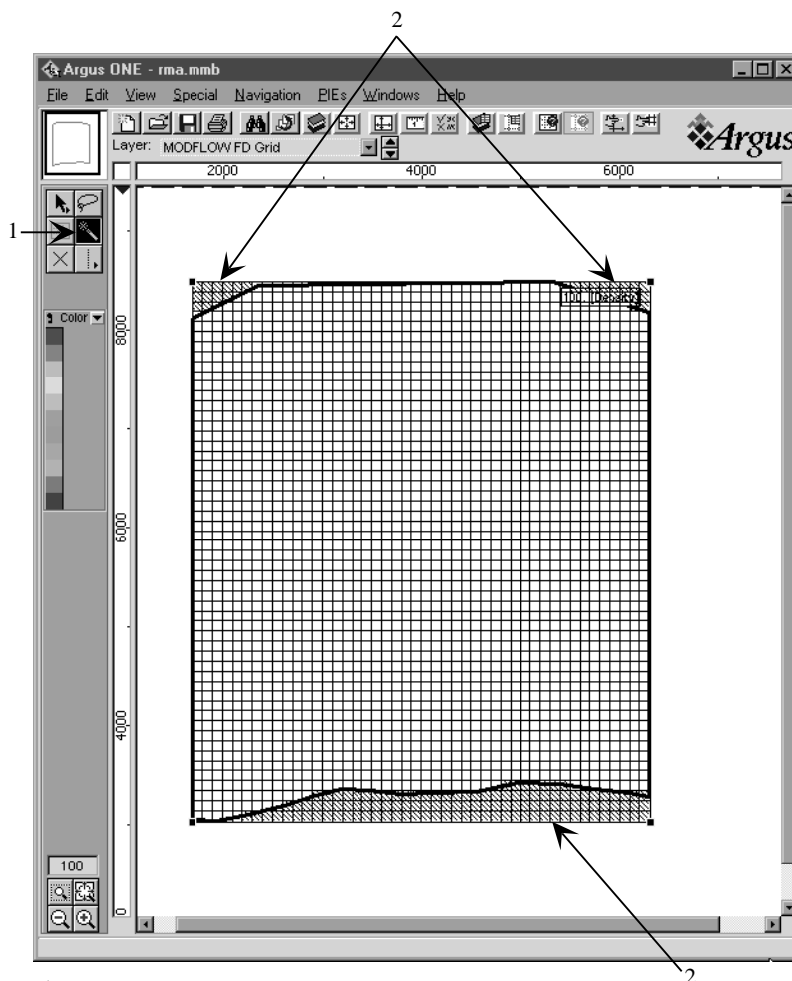 2
Argus ONE - rma.mmb
File Edit View Special Navigation PIEs Windows Help
Argus
Layer: MODFLOW FD Grid
2000 4000 6000
1
Color
100. [Density]
8000
6000
4000
100
0
2